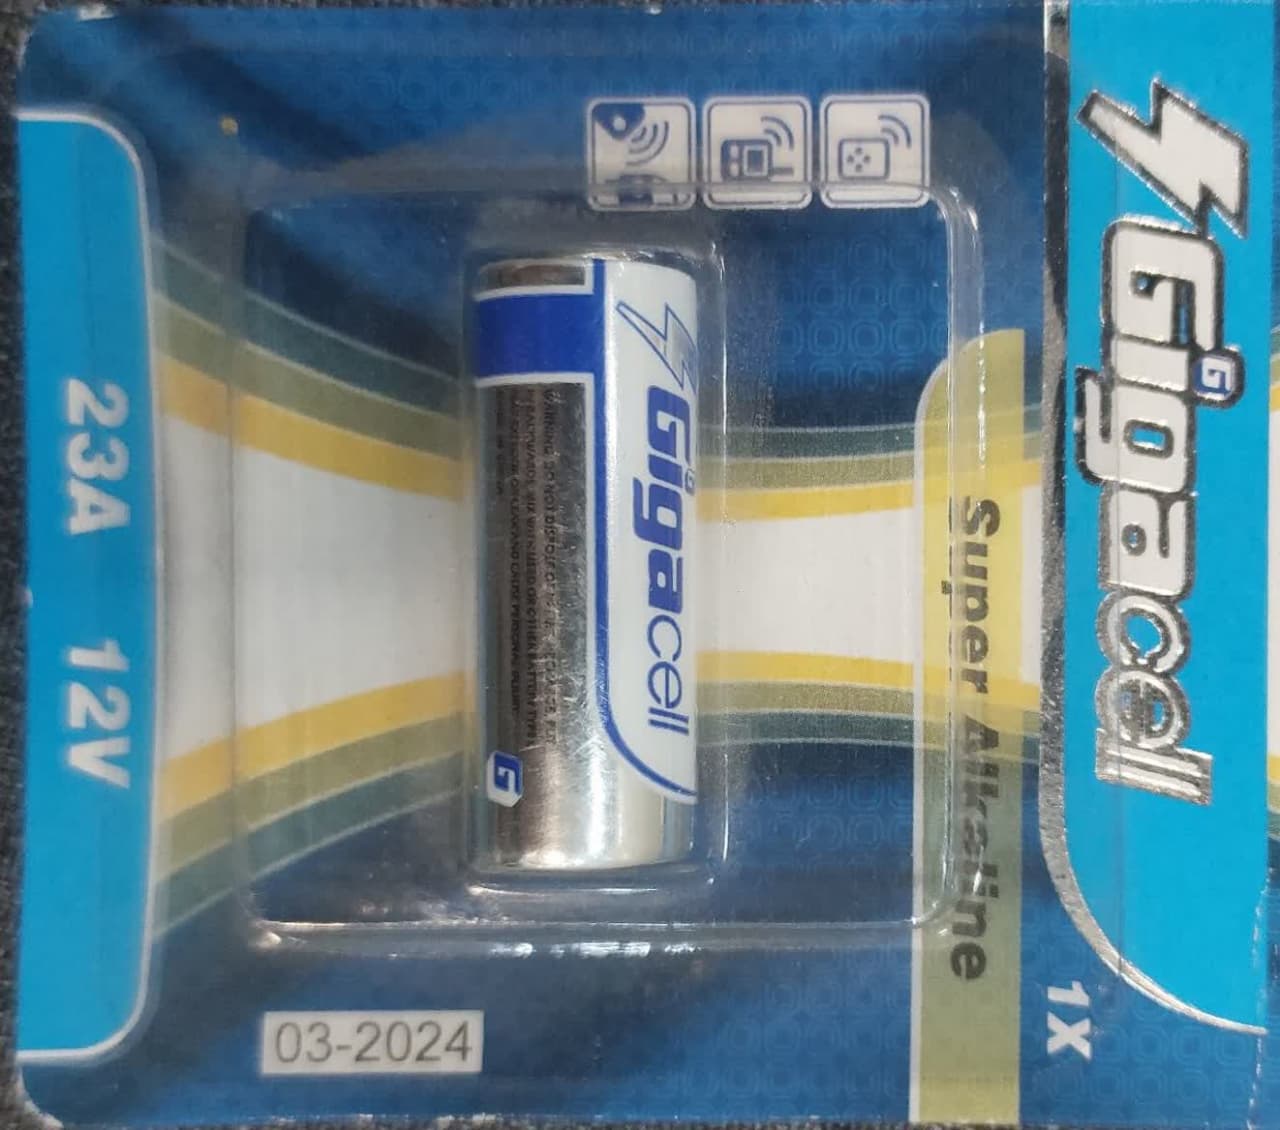 Gigacell
G
Super Alkaline
1X
Gigacell
G
G
23A 12V
03-2024